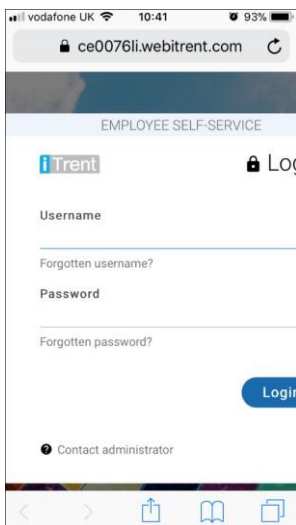 vodafone UK 10:41 93%
ce0076li.webitrent.com
EMPLOYEE SELF-SERVICE
iTrent Log
Username
Forgotten username?
Password
Forgotten password?
Login
Contact administrator